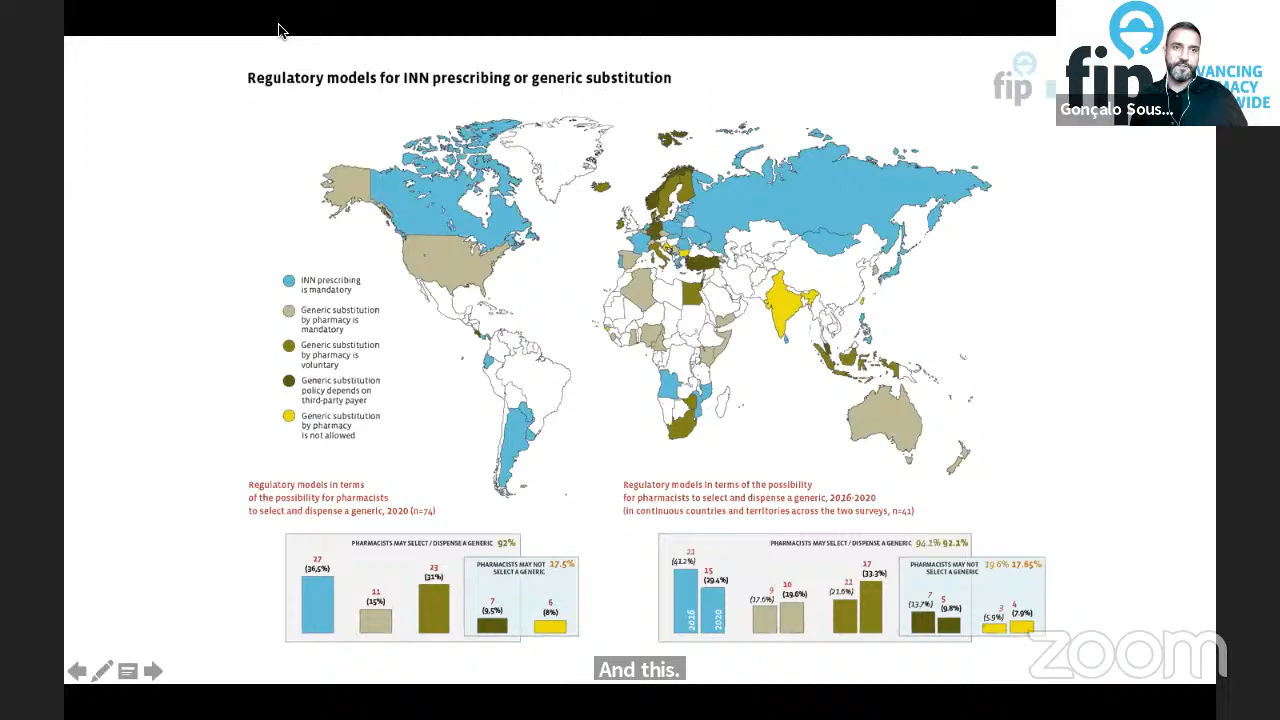 Regulatory models for INN prescribing or generic substitution
fip
fip
VANCING
MACY
WIDE
Gonçalo Sous...
INN prescribing
is mandatory
Generic substitution
by pharmacy is
mandatory
Generic substitution
by pharmacy is
voluntary
Generic substitution
policy depends on
third-party payer
Generic substitution
by pharmacy
is not allowed
Regulatory models in terms
of the possibility for pharmacists
to select and dispense a generic, 2020 (n=74)
PHARMACISTS MAY SELECT / DISPENSE A GENERIC 92%
27
(36,5%)
11
(15%)
23
(31%)
PHARMACISTS MAY NOT 17.5%
SELECT A GENERIC
7
(9,5%)
6
(8%)
Regulatory models in terms of the possibility
for pharmacists to select and dispense a generic, 2016-2020
(in continuous countries and territories across the two surveys, n=41)
PHARMACISTS MAY SELECT / DISPENSE A GENERIC 94.1% 92.1%
21
(41.2%)
15
(29.4%)
2016
2020
9
(17.6%)
10
(19.6%)
11
(21.6%)
17
(33.3%)
PHARMACISTS MAY NOT 19.6% 17.65%
SELECT A GENERIC
7
(13.7%)
5
(9.8%)
3
(5.9%)
4
(7.9%)
And this.
zoom